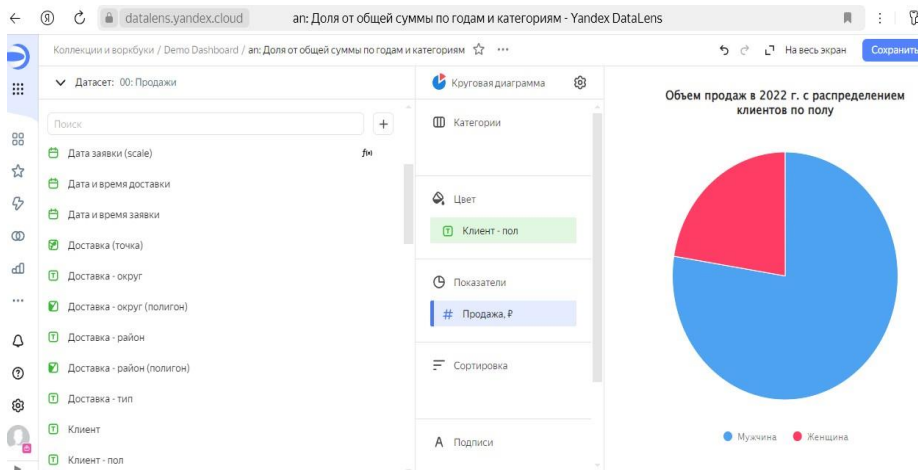 datalens.yandex.cloud
an: Доля от общей суммы по годам и категориям - Yandex DataLens
Коллекции и воркбуки / Demo Dashboard / an: Доля от общей суммы по годам и категориям
На весь экран
Сохранить
Датасет: 00: Продажи
Поиск
Дата заявки (scale)
Дата и время доставки
Дата и время заявки
Доставка (точка)
Доставка - округ
Доставка - округ (полигон)
Доставка - район
Доставка - район (полигон)
Доставка - тип
Клиент
Клиент - пол
Круговая диаграмма
Категории
Цвет
Клиент - пол
Показатели
# Продажа, ₽
Сортировка
Подписи
Объем продаж в 2022 г. с распределением
клиентов по полу
Мужчина Женщина